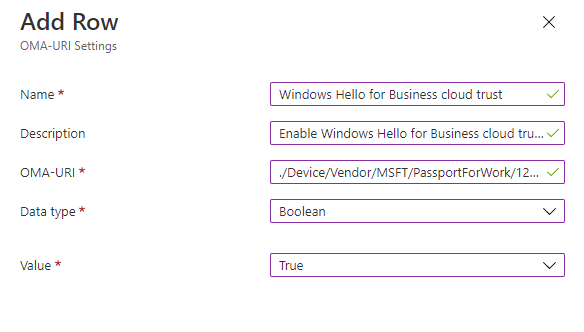 Add Row
OMA-URI Settings
Name *
Windows Hello for Business cloud trust
Description
Enable Windows Hello for Business cloud tru...
OMA-URI *
./Device/Vendor/MSFT/PassportForWork/12...
Data type *
Boolean
Value *
True